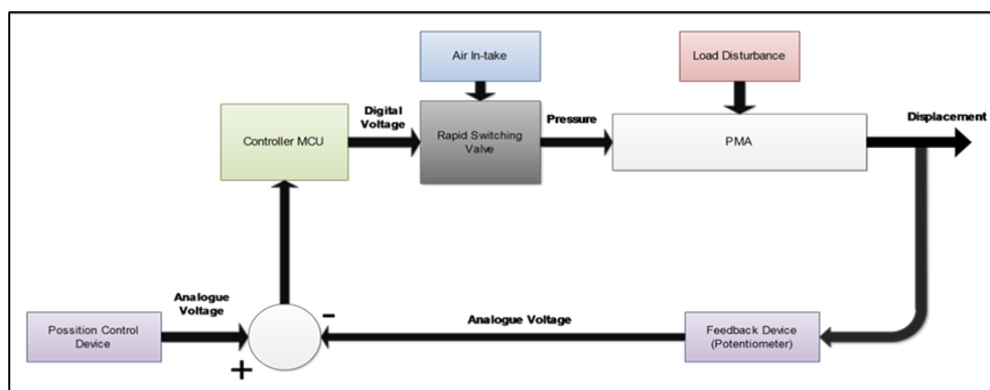 Air In-take
Load Disturbance
Controller MCU
Digital
Voltage
Rapid Switching
Valve
Pressure
PMA
Displacement
Possition Control
Device
Analogue
Voltage
+
-
Analogue Voltage
Feedback Device
(Potentiometer)